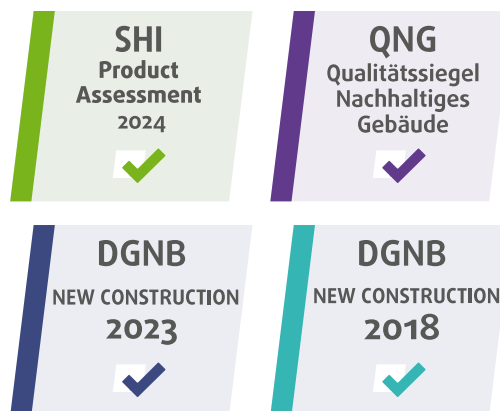 SHI
Product
Assessment
2024
QNG
Qualitätssiegel
Nachhaltiges
Gebäude
DGNB
NEW CONSTRUCTION
2023
DGNB
NEW CONSTRUCTION
2018